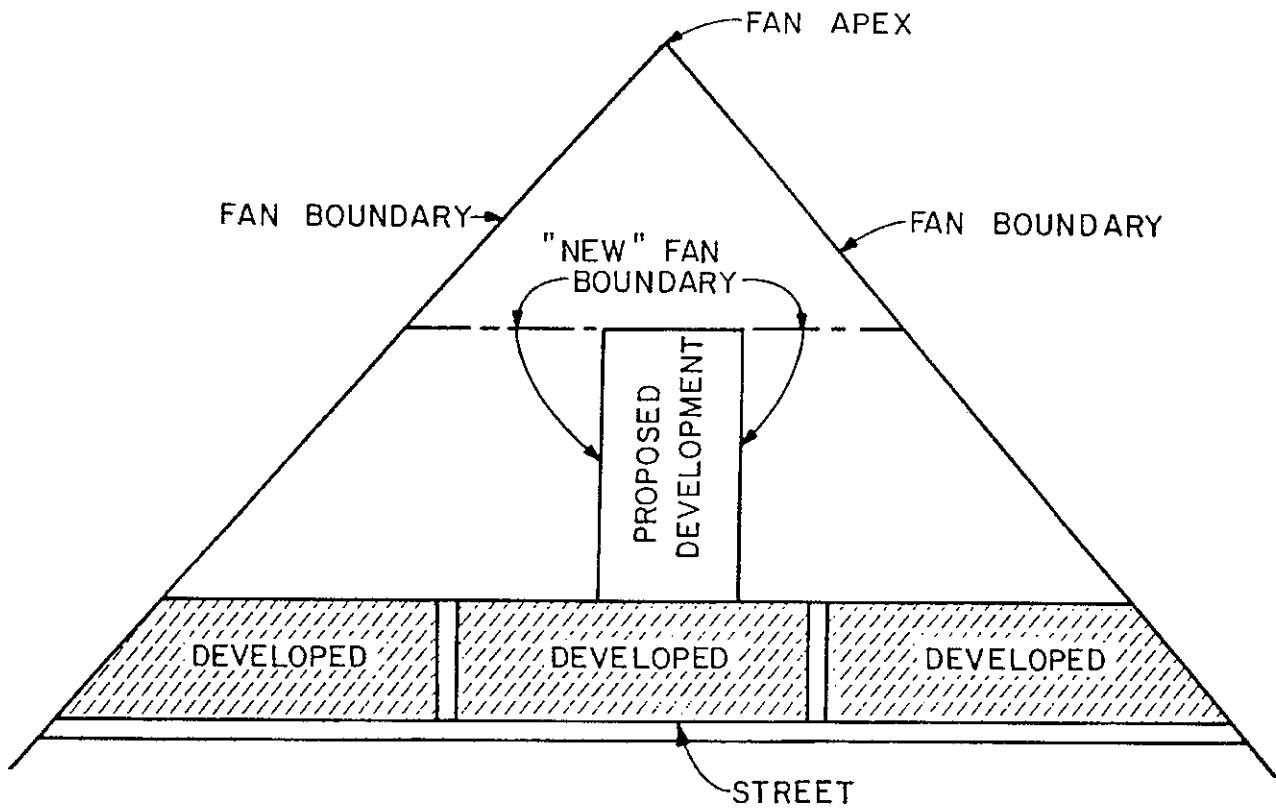 FAN APEX
FAN BOUNDARY
FAN BOUNDARY
"NEW" FAN
BOUNDARY
PROPOSED
DEVELOPMENT
DEVELOPED
DEVELOPED
DEVELOPED
STREET